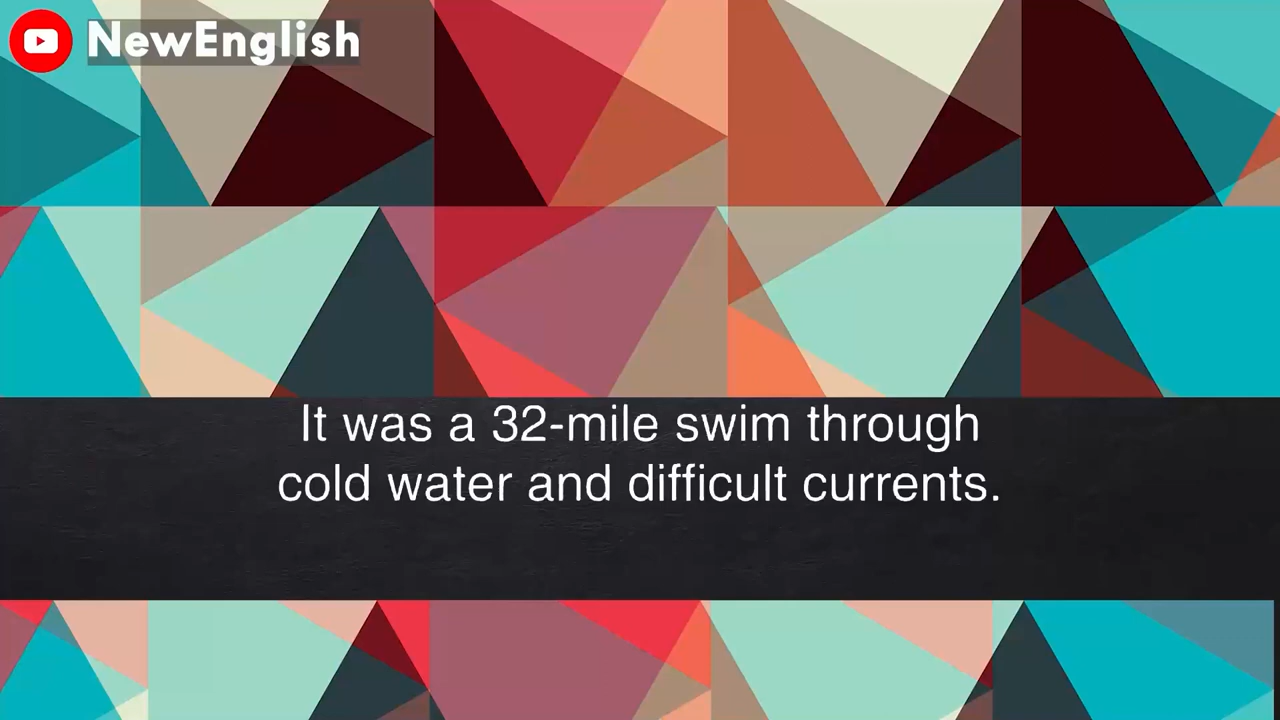 NewEnglish
It was a 32-mile swim through
cold water and difficult currents.